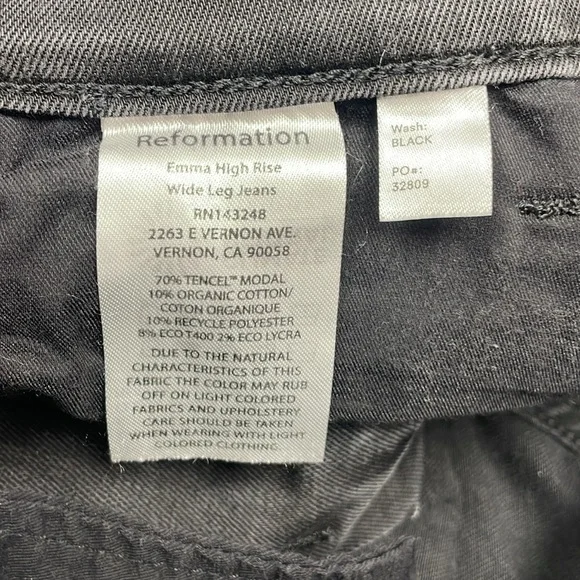 Reformation
Emma High Rise
Wide Leg Jeans
RN143248
2263 E VERNON AVE.
VERNON, CA 90058
70% TENCEL™ MODAL
10% ORGANIC COTTON/
COTON ORGANIQUE
10% RECYCLE POLYESTER
8% ECO T400 2% ECO LYCRA
DUE TO THE NATURAL
CHARACTERISTICS OF THIS
FABRIC THE COLOR MAY RUB
OFF ON LIGHT COLORED
FABRICS AND UPHOLSTERY
CARE SHOULD BE TAKEN
WHEN WEARING WITH LIGHT
COLORED CLOTHING.
Wash:
BLACK
PO#:
32809